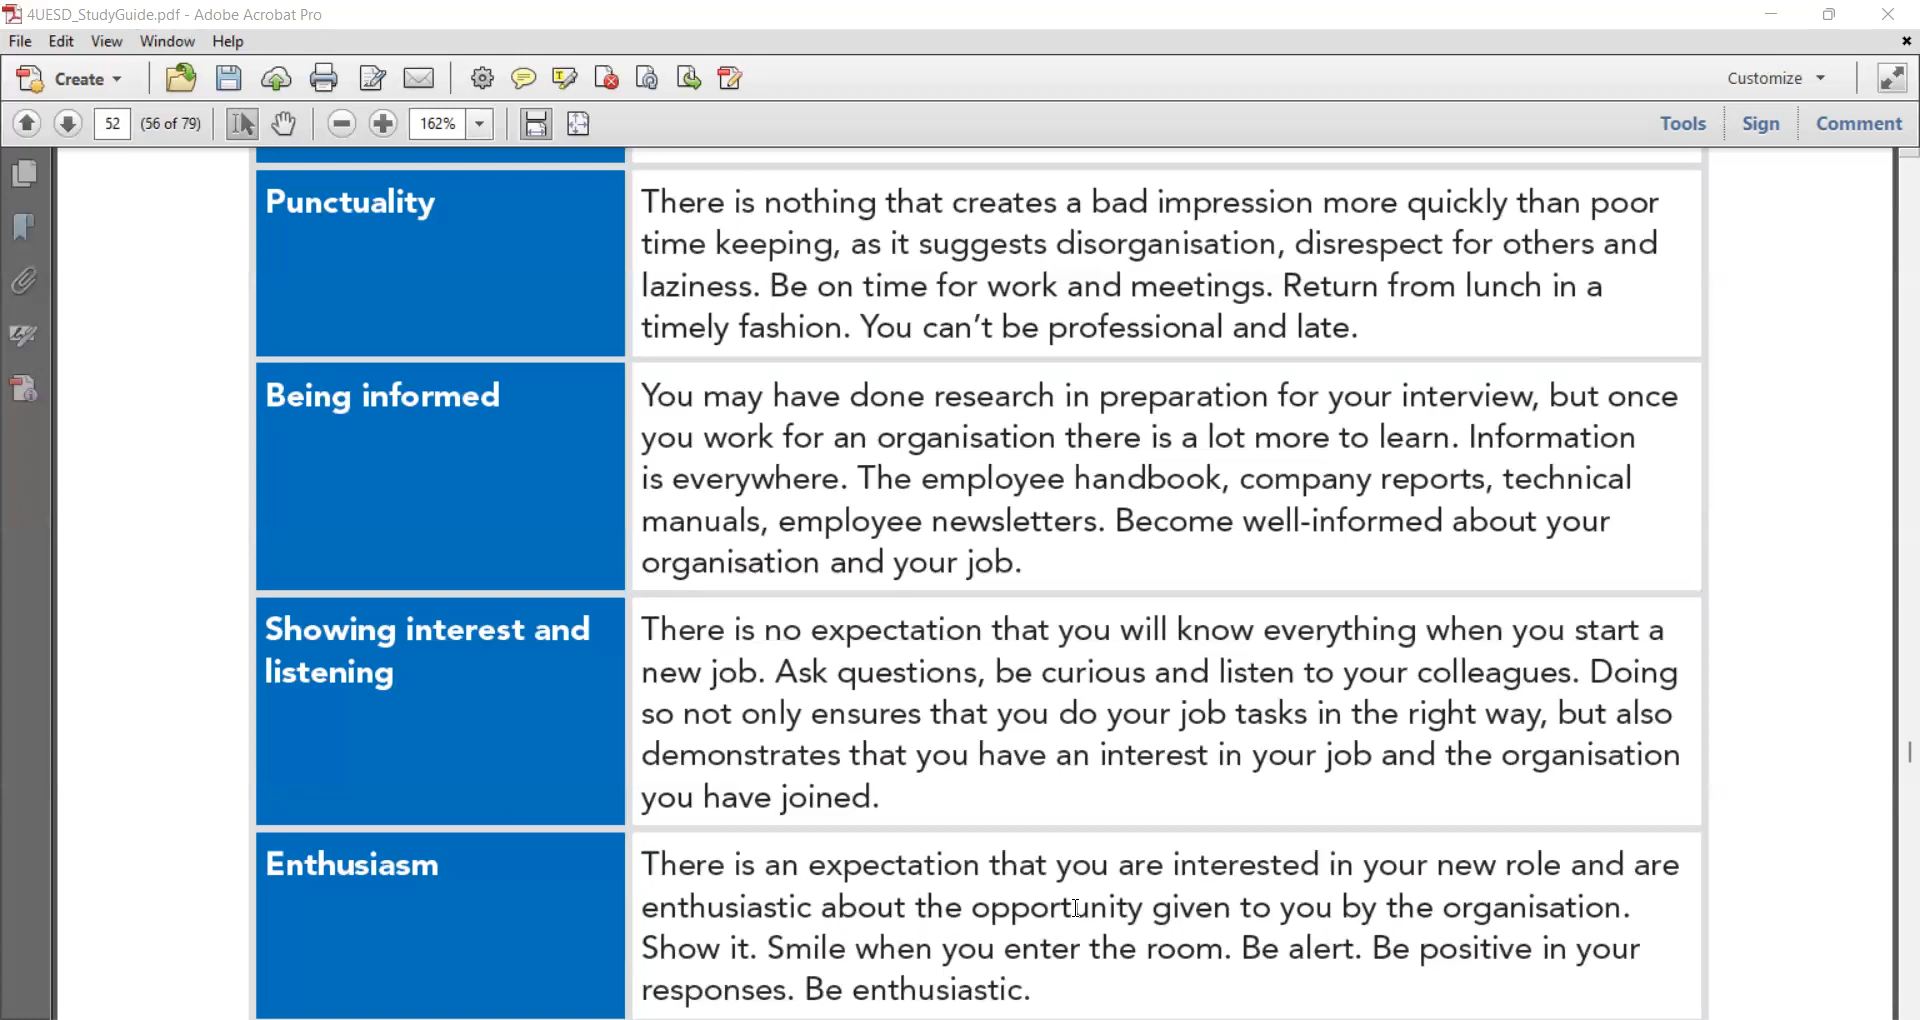 4UESD_StudyGuide.pdf - Adobe Acrobat Pro
File Edit View Window Help
Create Customize
52 (56 of 79) 162% Tools Sign Comment
Punctuality
There is nothing that creates a bad impression more quickly than poor
time keeping, as it suggests disorganisation, disrespect for others and
laziness. Be on time for work and meetings. Return from lunch in a
timely fashion. You can't be professional and late.
Being informed
You may have done research in preparation for your interview, but once
you work for an organisation there is a lot more to learn. Information
is everywhere. The employee handbook, company reports, technical
manuals, employee newsletters. Become well-informed about your
organisation and your job.
Showing interest and
listening
There is no expectation that you will know everything when you start a
new job. Ask questions, be curious and listen to your colleagues. Doing
so not only ensures that you do your job tasks in the right way, but also
demonstrates that you have an interest in your job and the organisation
you have joined.
Enthusiasm
There is an expectation that you are interested in your new role and are
enthusiastic about the opportunity given to you by the organisation.
Show it. Smile when you enter the room. Be alert. Be positive in your
responses. Be enthusiastic.